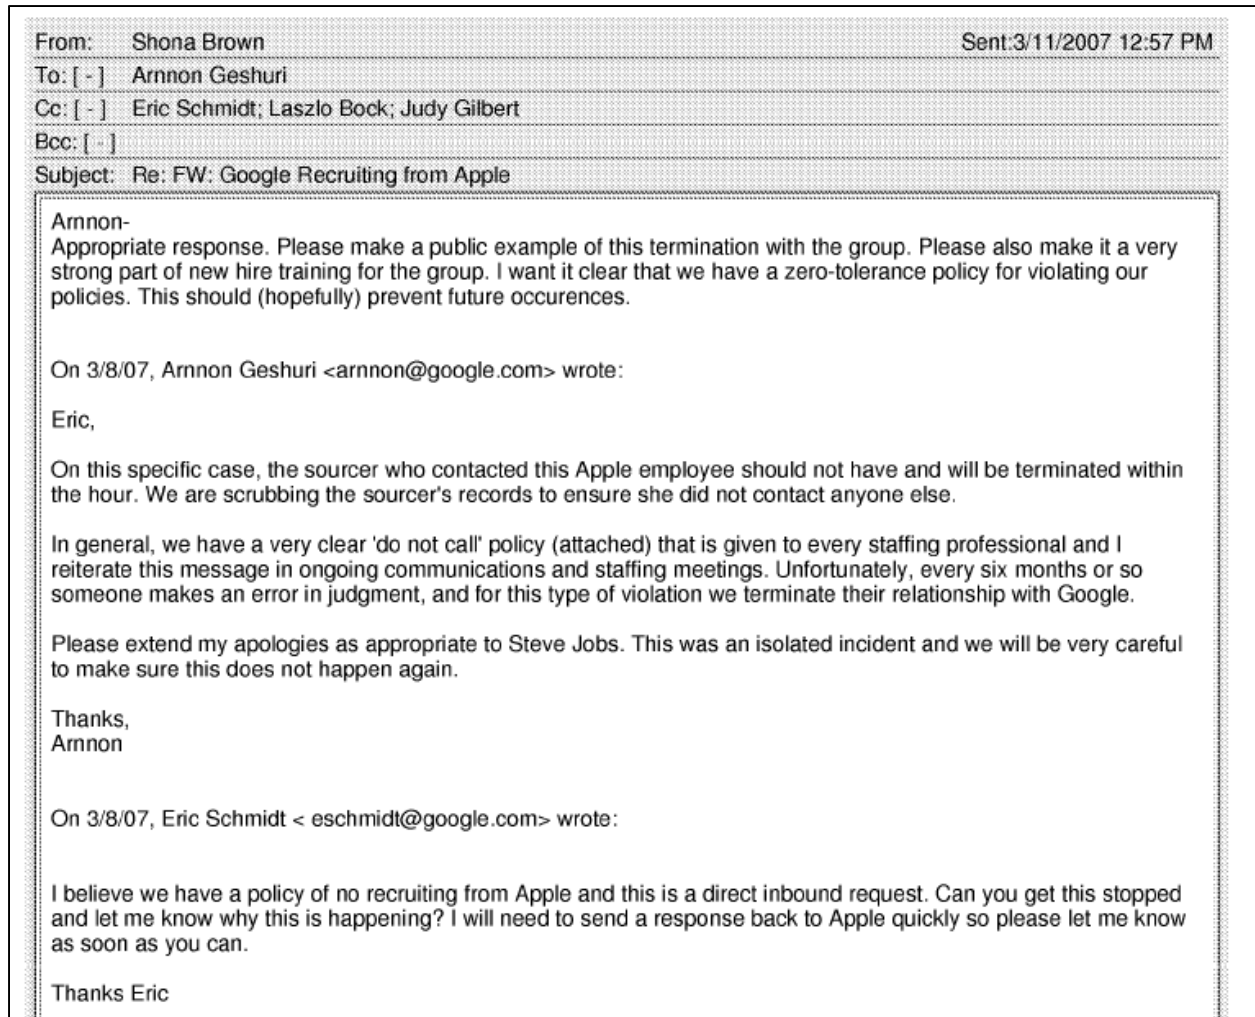 From: Shona Brown Sent:3/11/2007 12:57 PM
To: [ - ] Arnnon Geshuri
Cc: [ - ] Eric Schmidt; Laszlo Bock; Judy Gilbert
Bcc: [ - ]
Subject: Re: FW: Google Recruiting from Apple
Arnnon-
Appropriate response. Please make a public example of this termination with the group. Please also make it a very
strong part of new hire training for the group. I want it clear that we have a zero-tolerance policy for violating our
policies. This should (hopefully) prevent future occurences.
On 3/8/07, Arnnon Geshuri <arnnon@google.com> wrote:
Eric,
On this specific case, the sourcer who contacted this Apple employee should not have and will be terminated within
the hour. We are scrubbing the sourcer's records to ensure she did not contact anyone else.
In general, we have a very clear 'do not call' policy (attached) that is given to every staffing professional and I
reiterate this message in ongoing communications and staffing meetings. Unfortunately, every six months or so
someone makes an error in judgment, and for this type of violation we terminate their relationship with Google.
Please extend my apologies as appropriate to Steve Jobs. This was an isolated incident and we will be very careful
to make sure this does not happen again.
Thanks,
Arnnon
On 3/8/07, Eric Schmidt < eschmidt@google.com> wrote:
I believe we have a policy of no recruiting from Apple and this is a direct inbound request. Can you get this stopped
and let me know why this is happening? I will need to send a response back to Apple quickly so please let me know
as soon as you can.
Thanks Eric